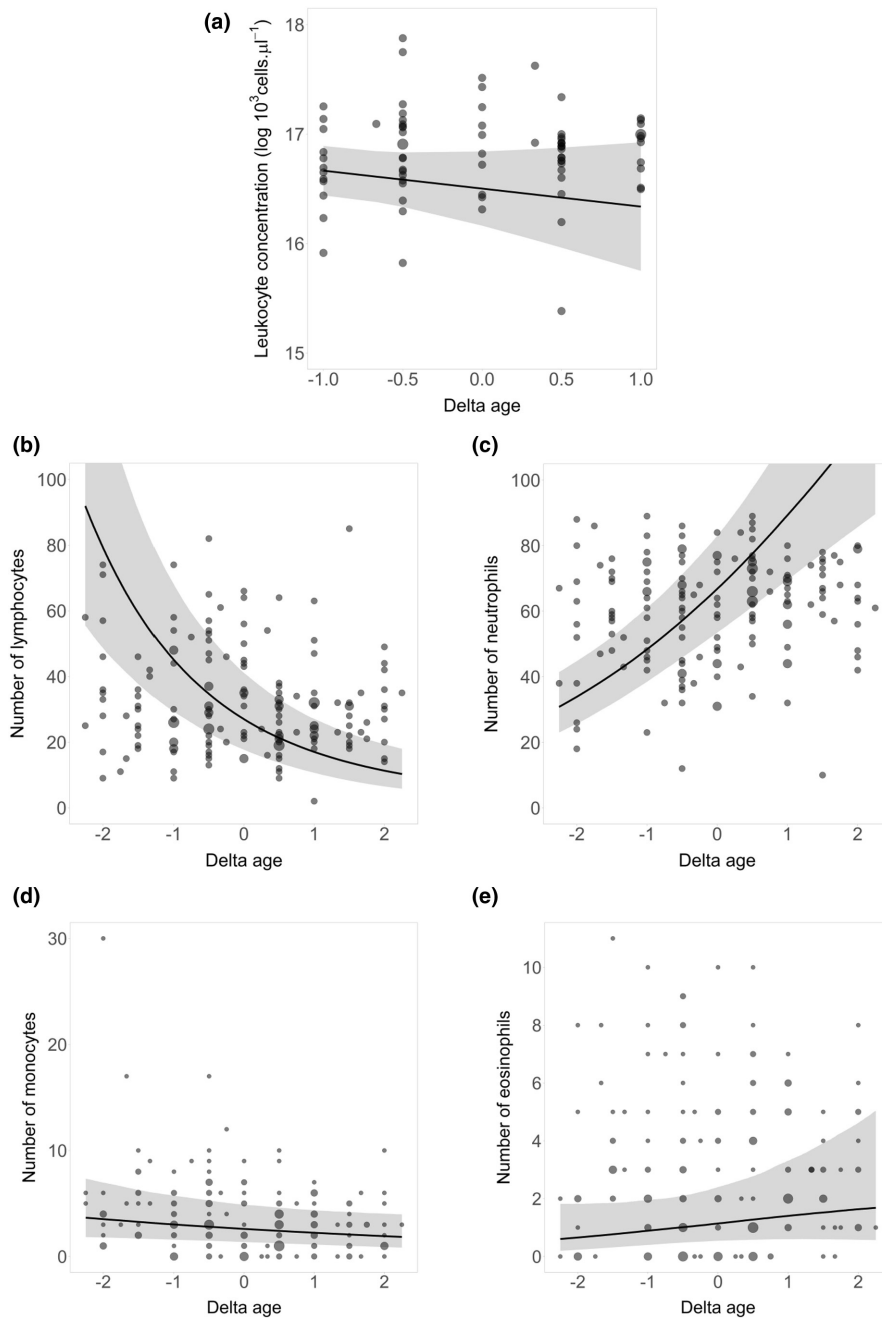 (a)
Leukocyte concentration (log 10³cells.µl⁻¹)
18
17
16
15
-1.0 -0.5 0.0 0.5 1.0
Delta age
(b)
Number of lymphocytes
100
80
60
40
20
0
-2 -1 0 1 2
Delta age
(c)
Number of neutrophils
100
80
60
40
20
0
-2 -1 0 1 2
Delta age
(d)
Number of monocytes
30
20
10
0
-2 -1 0 1 2
Delta age
(e)
Number of eosinophils
10
8
6
4
2
0
-2 -1 0 1 2
Delta age